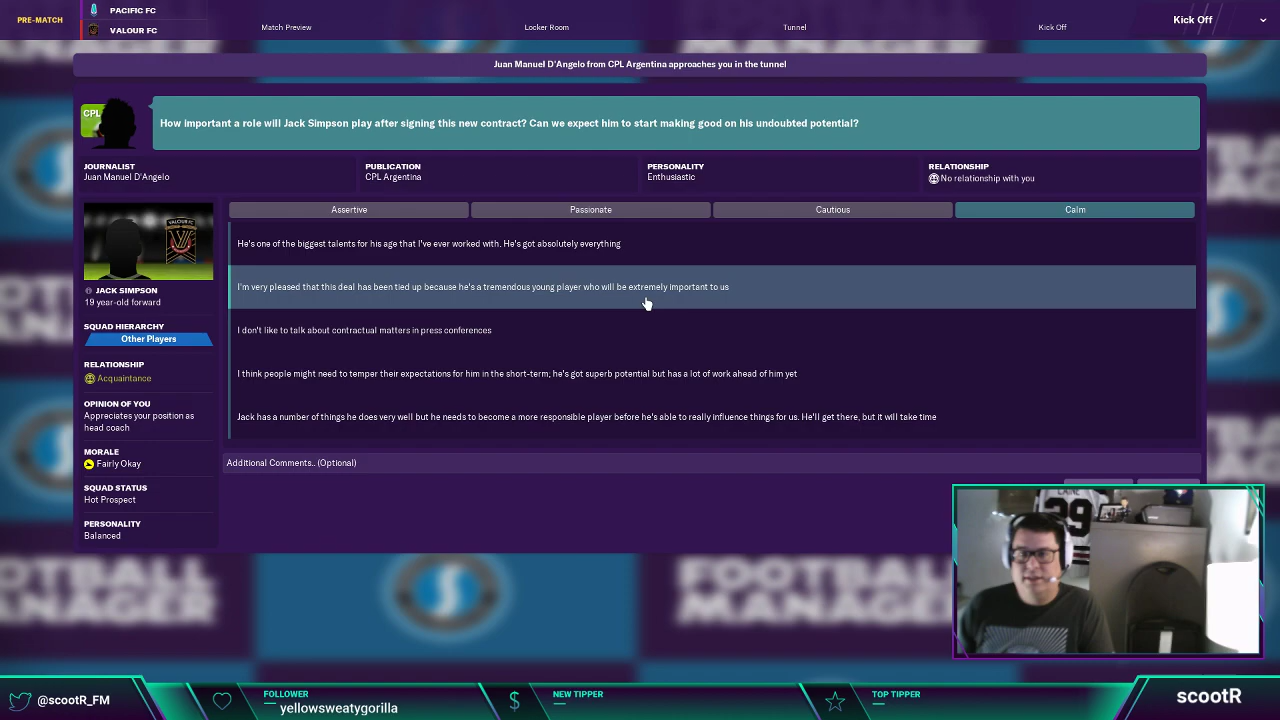 PRE-MATCH
PACIFIC FC
VALOUR FC
Match Preview
Locker Room
Tunnel
Kick Off
Kick Off
Juan Manuel D'Angelo from CPL Argentina approaches you in the tunnel
CPL
How important a role will Jack Simpson play after signing this new contract? Can we expect him to start making good on his undoubted potential?
JOURNALIST
Juan Manuel D'Angelo
PUBLICATION
CPL Argentina
PERSONALITY
Enthusiastic
RELATIONSHIP
No relationship with you
VALOUR FC
JACK SIMPSON
19 year-old forward
SQUAD HIERARCHY
Other Players
RELATIONSHIP
Acquaintance
OPINION OF YOU
Appreciates your position as
head coach
MORALE
Fairly Okay
SQUAD STATUS
Hot Prospect
PERSONALITY
Balanced
Assertive
Passionate
Cautious
Calm
He's one of the biggest talents for his age that I've ever worked with. He's got absolutely everything
I'm very pleased that this deal has been tied up because he's a tremendous young player who will be extremely important to us
I don't like to talk about contractual matters in press conferences
I think people might need to temper their expectations for him in the short-term; he's got superb potential but has a lot of work ahead of him yet
Jack has a number of things he does very well but he needs to become a more responsible player before he's able to really influence things for us. He'll get there, but it will take time
Additional Comments.. (Optional)
LAINE
29
FOOTBALL
MANAGER
@scootR_FM
FOLLOWER
yellowsweatygorilla
NEW TIPPER
TOP TIPPER
scootR